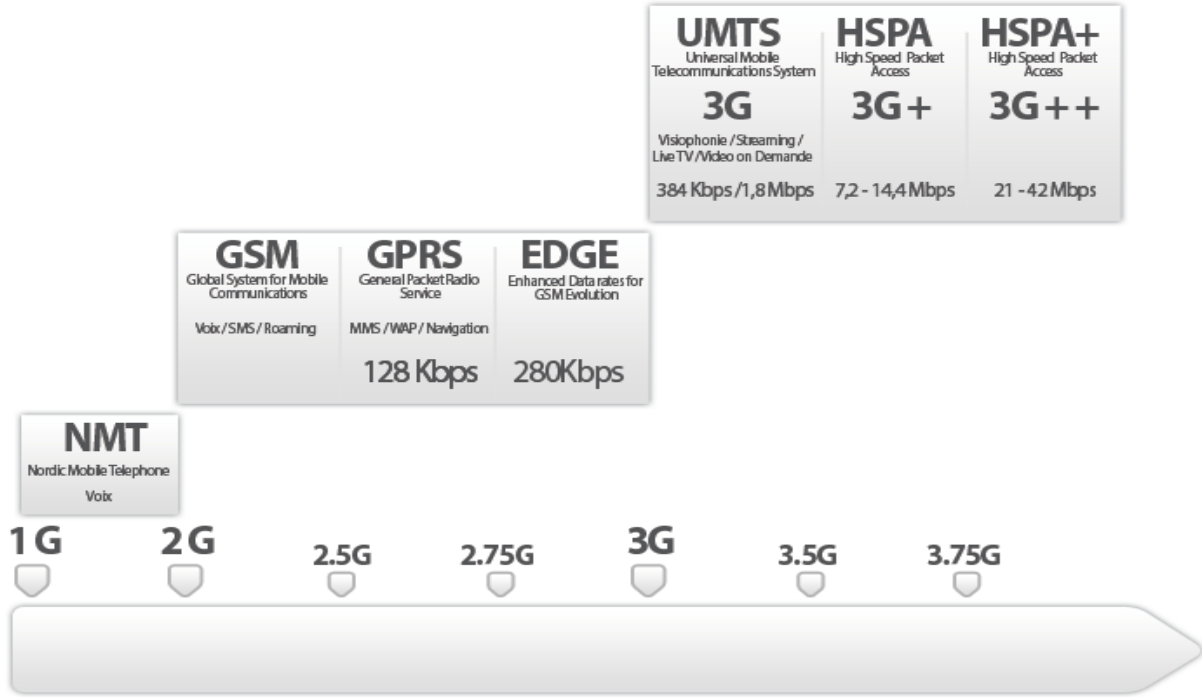 UMTS
Universal Mobile
Telecommunications System
3G
Visiophonie / Streaming /
Live TV /Video on Demande
384 Kbps /1,8 Mbps
HSPA
High Speed Packet
Access
3G +
7,2 - 14,4 Mbps
HSPA+
High Speed Packet
Access
3G + +
21 - 42 Mbps
GSM
Global System for Mobile
Communications
Voix / SMS / Roaming
GPRS
General Packet Radio
Service
MMS / WAP / Navigation
128 Kbps
EDGE
Enhanced Data rates for
GSM Evolution
280Kbps
NMT
Nordic Mobile Telephone
Voix
1 G
2 G
2.5G
2.75G
3G
3.5G
3.75G